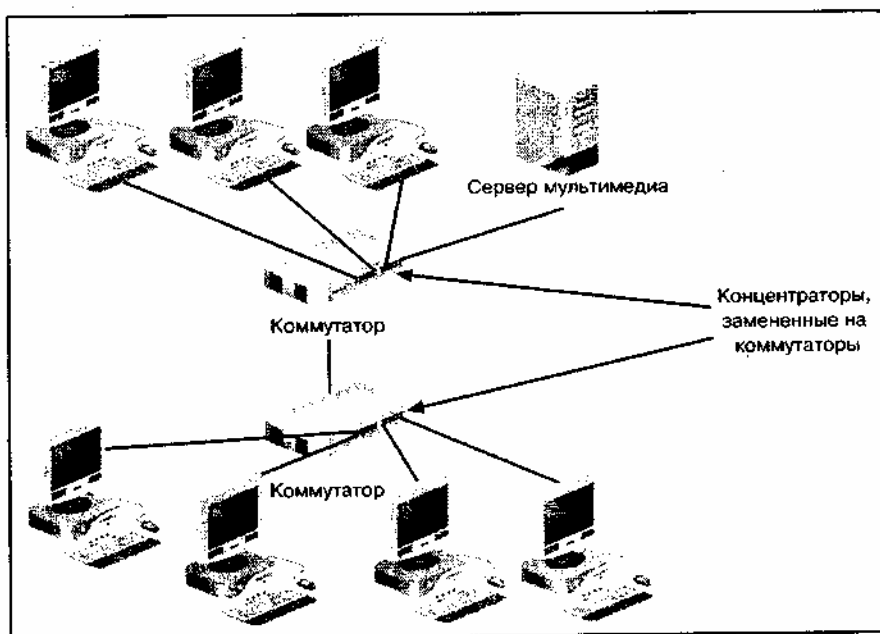 Сервер мультимедиа
Концентраторы,
замененные на
коммутаторы
Коммутатор
Коммутатор